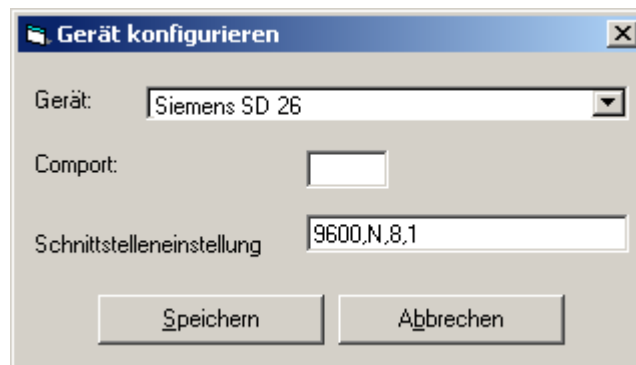 Gerät konfigurieren
Gerät: Siemens SD 26
Comport:
Schnittstelleneinstellung 9600,N,8,1
Speichern Abbrechen